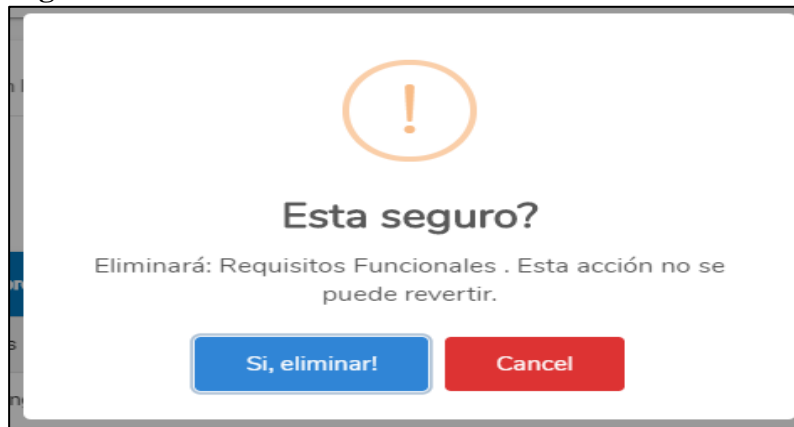 !
Esta seguro?
Eliminará: Requisitos Funcionales . Esta acción no se
puede revertir.
Si, eliminar!
Cancel